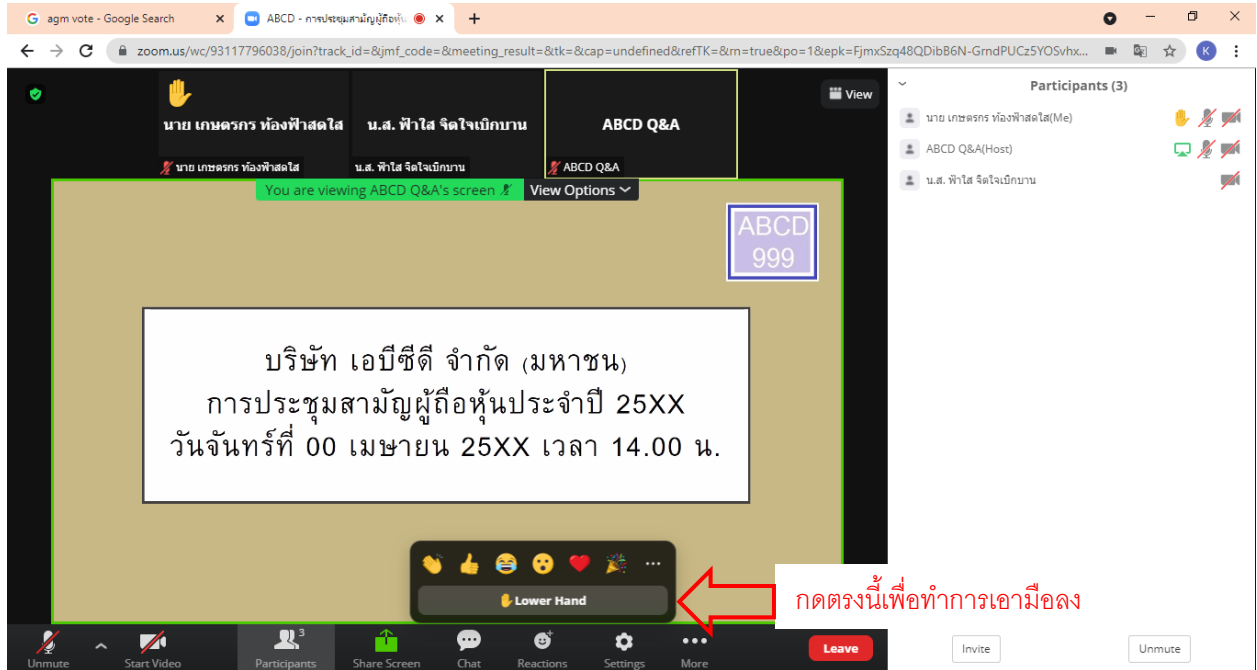 agm vote - Google Search
ABCD - การประชุมสามัญผู้ถือหุ้น
zoom.us/wc/93117796038/join?track_id=&jmf_code=&meeting_result=&tk=&cap=undefined&refTK=&rn=true&po=1&epk=FjmxSzq48QDibB6N-GrndPUCz5YOSvhx...
K
นาย เกษตรกร ท้องฟ้าสดใส
น.ส. ฟ้าใส จิตใจเบิกบาน
ABCD Q&A
View
นาย เกษตรกร ท้องฟ้าสดใส
น.ส. ฟ้าใส จิตใจเบิกบาน
ABCD Q&A
You are viewing ABCD Q&A's screen
View Options
Participants (3)
นาย เกษตรกร ท้องฟ้าสดใส(Me)
ABCD Q&A(Host)
น.ส. ฟ้าใส จิตใจเบิกบาน
ABCD
999
บริษัท เอบีซีดี จำกัด (มหาชน)
การประชุมสามัญผู้ถือหุ้นประจำปี 25XX
วันจันทร์ที่ 00 เมษายน 25XX เวลา 14.00 น.
Lower Hand
กดตรงนี้เพื่อทำการเอามือลง
Unmute
Start Video
3
Participants
Share Screen
Chat
Reactions
Settings
More
Leave
Invite
Unmute